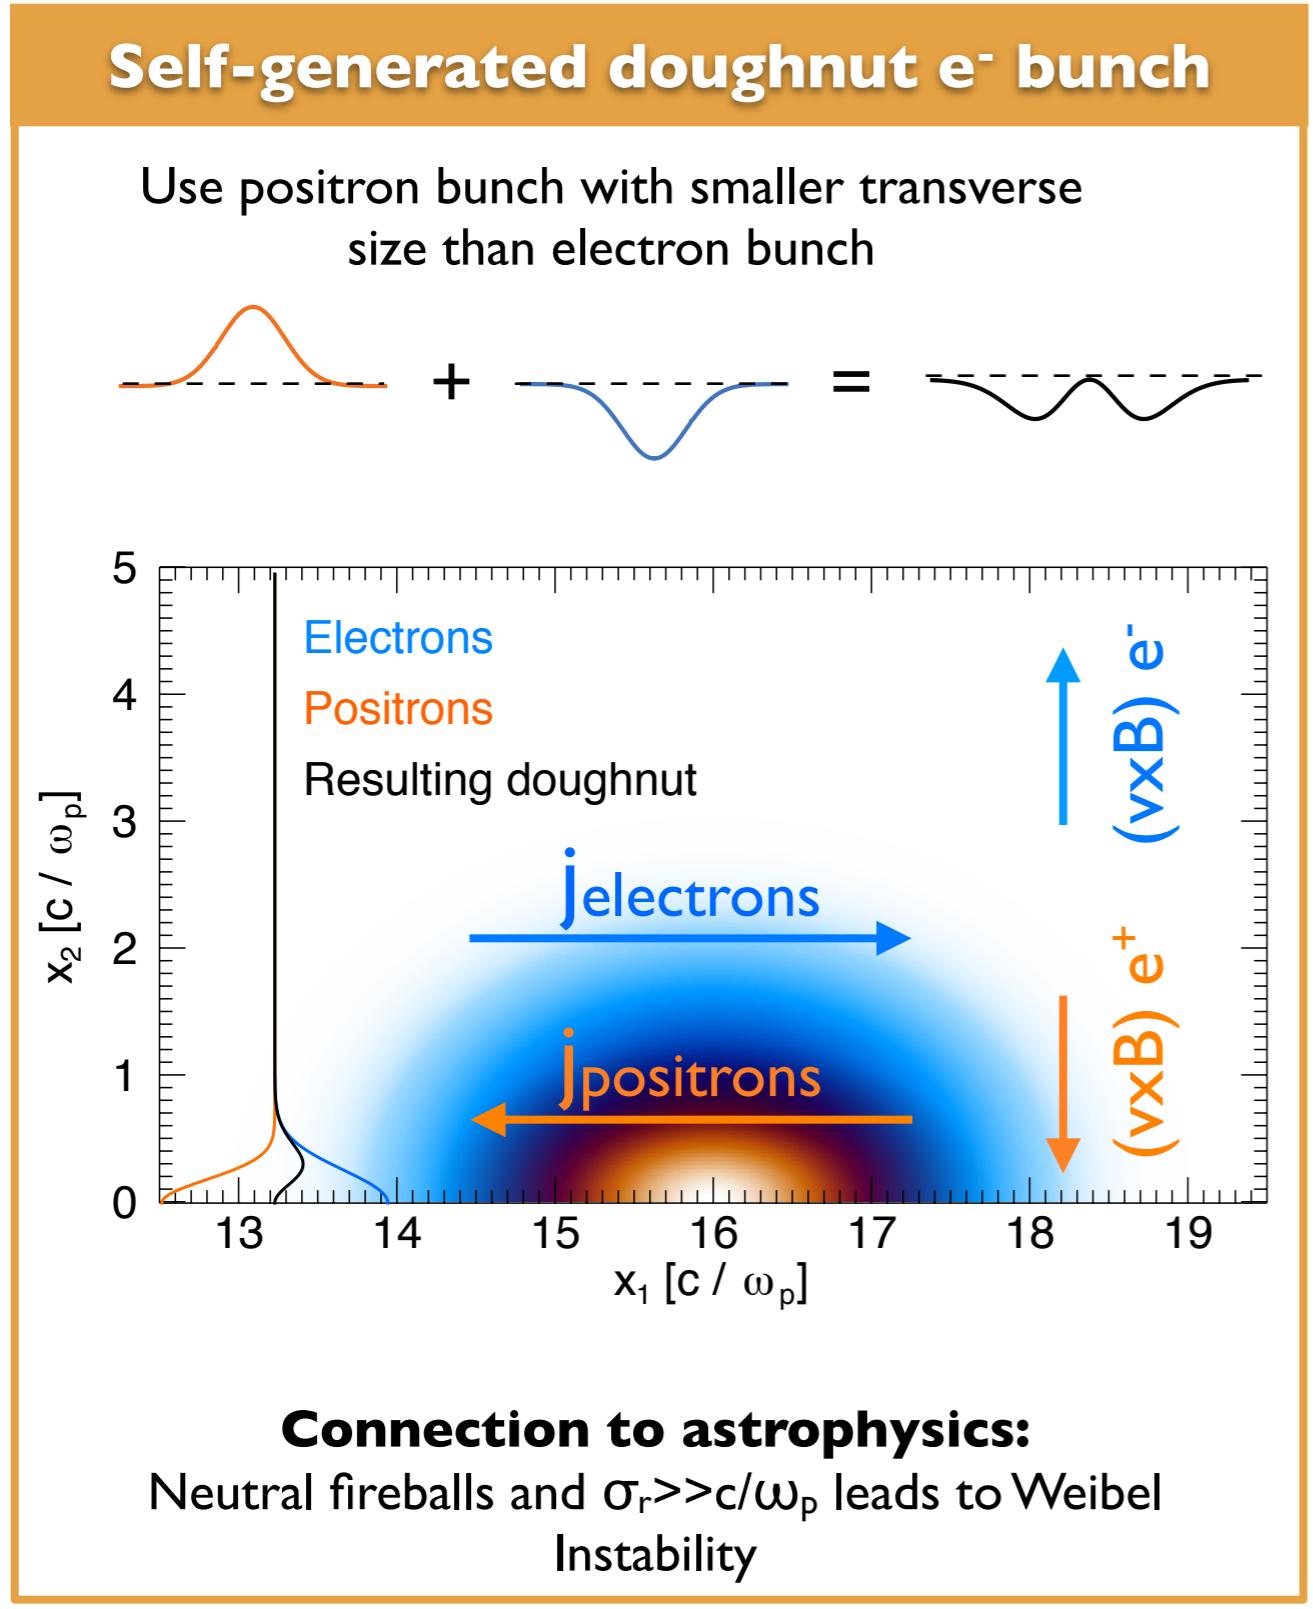 Self-generated doughnut e⁻ bunch
Use positron bunch with smaller transverse
size than electron bunch
+ =
5
4
3
2
1
0
x₂ [c / ωₚ]
Electrons
Positrons
Resulting doughnut
jelectrons
jpositrons
(vxB) e⁻
(vxB) e⁺
13 14 15 16 17 18 19
x₁ [c / ωₚ]
Connection to astrophysics:
Neutral fireballs and σᵣ>>c/ωₚ leads to Weibel
Instability